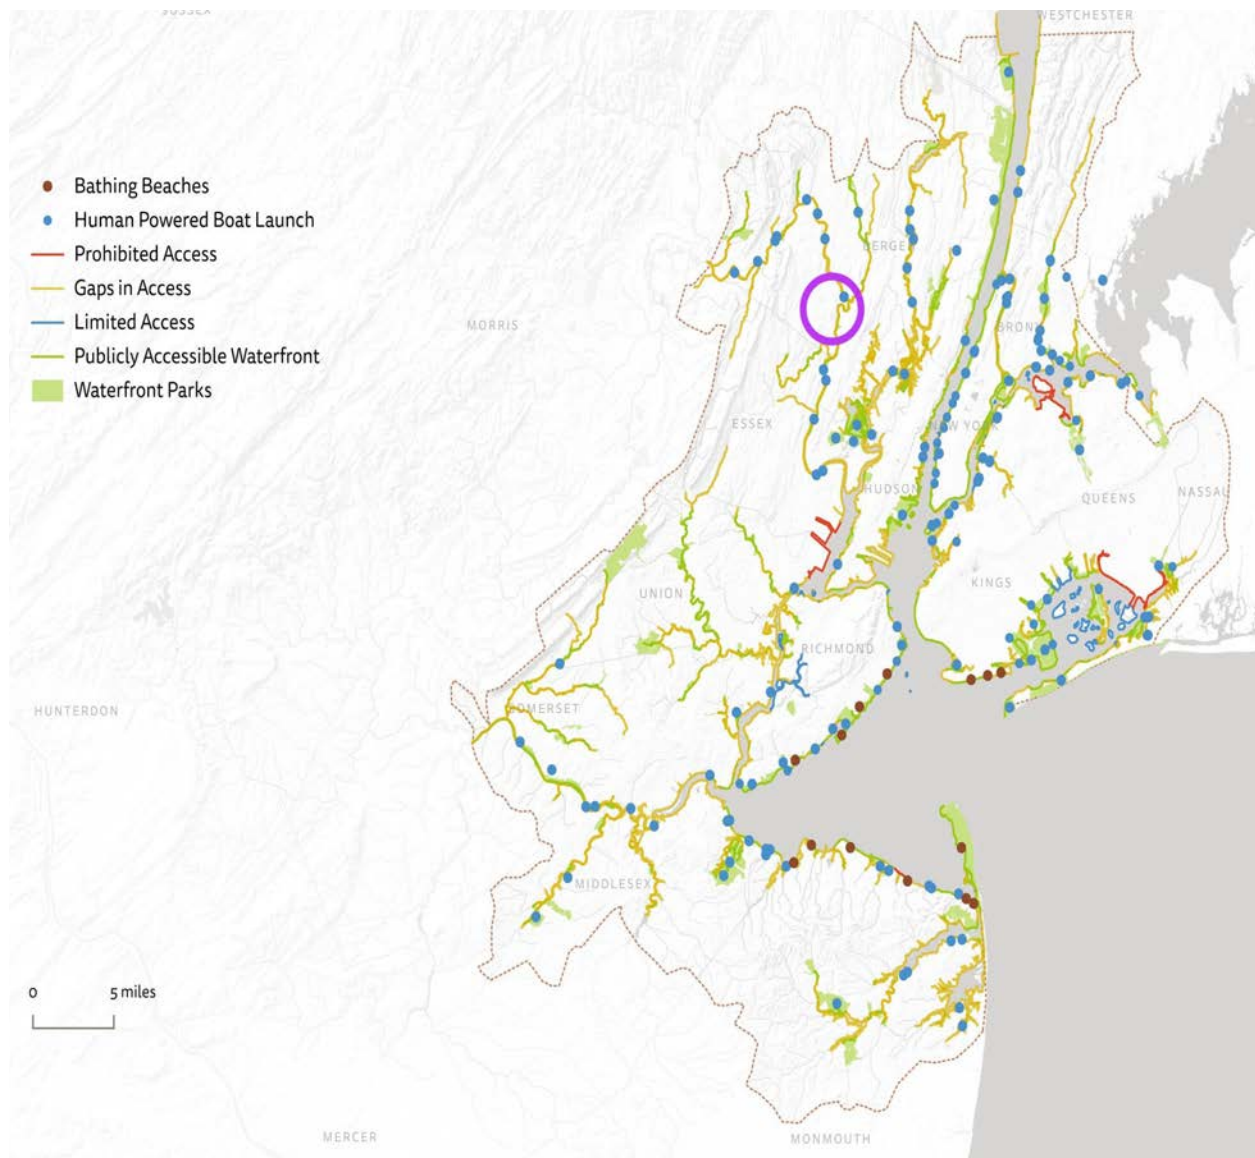 SUSSEX
WESTCHESTER
Bathing Beaches
Human Powered Boat Launch
Prohibited Access
Gaps in Access
Limited Access
Publicly Accessible Waterfront
Waterfront Parks
BERGEN
MORRIS
BRONX
ESSEX
NEW YORK
HUDSON
QUEENS
NASSAU
KINGS
UNION
RICHMOND
HUNTERDON
SOMERSET
MIDDLESEX
0 5 miles
MERCER
MONMOUTH